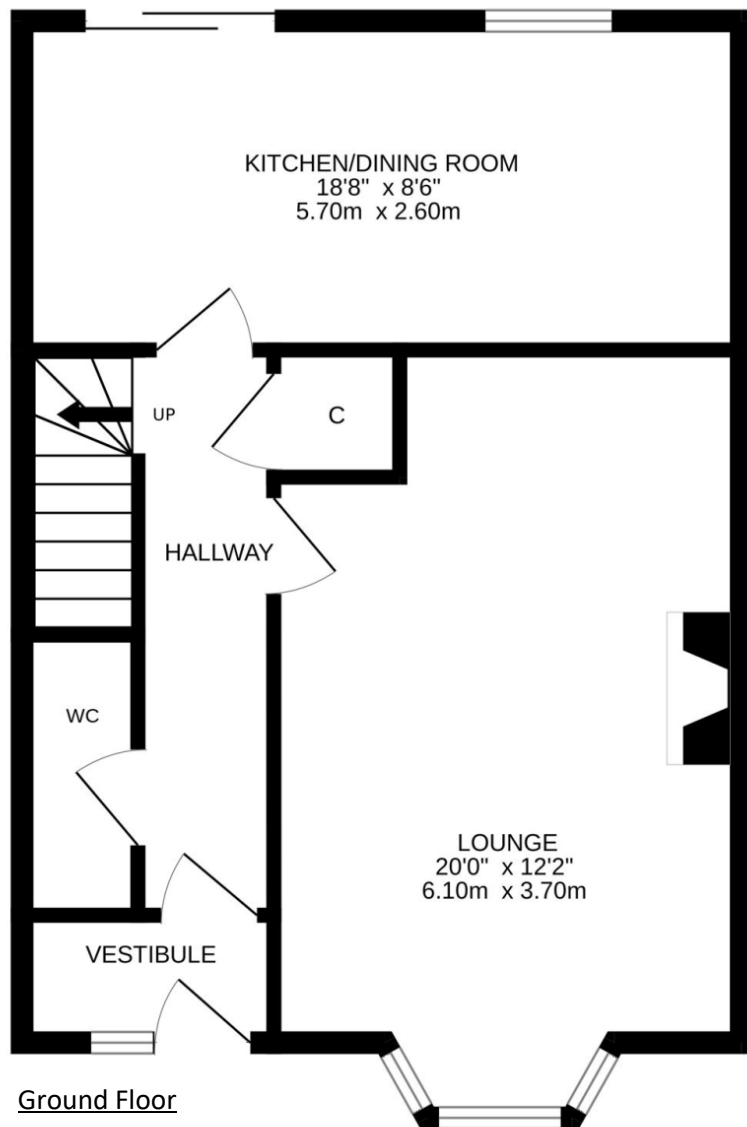 KITCHEN/DINING ROOM
18'8" x 8'6"
5.70m x 2.60m
UP
C
HALLWAY
WC
LOUNGE
20'0" x 12'2"
6.10m x 3.70m
VESTIBULE
Ground Floor